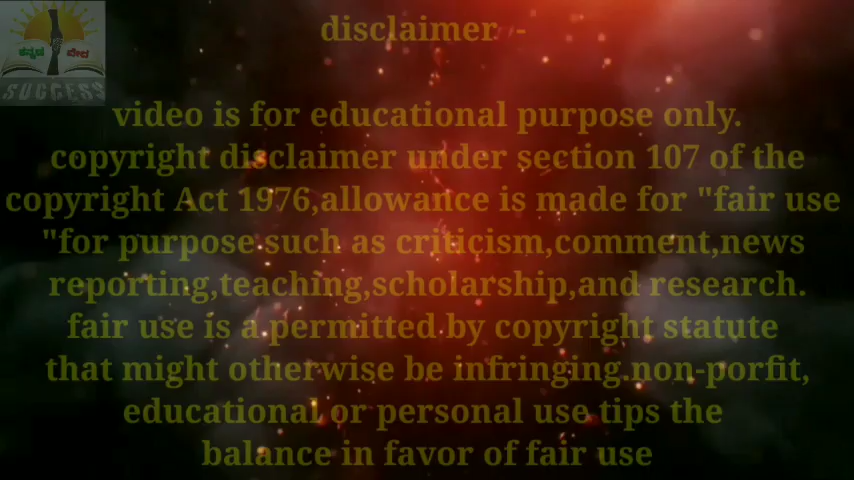 ಕನ್ನಡ ವೇದ
SUCCESS
disclaimer -
video is for educational purpose only.
copyright disclaimer under section 107 of the
copyright Act 1976,allowance is made for "fair use
"for purpose such as criticism,comment,news
reporting,teaching,scholarship,and research.
fair use is a permitted by copyright statute
that might otherwise be infringing.non-porfit,
educational or personal use tips the
balance in favor of fair use